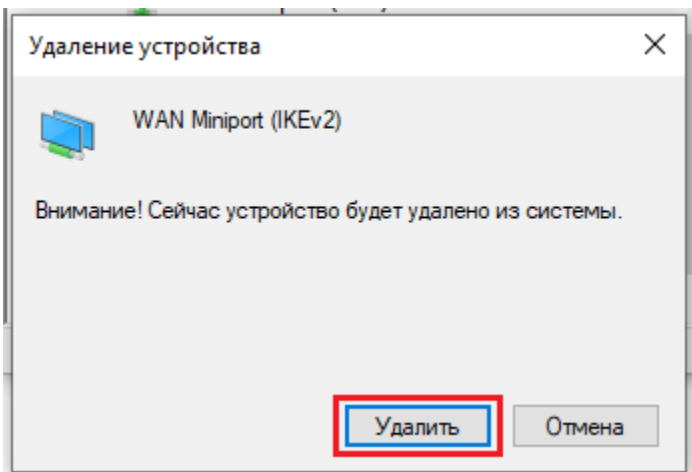 Удаление устройства
WAN Miniport (IKEv2)
Внимание! Сейчас устройство будет удалено из системы.
Удалить Отмена